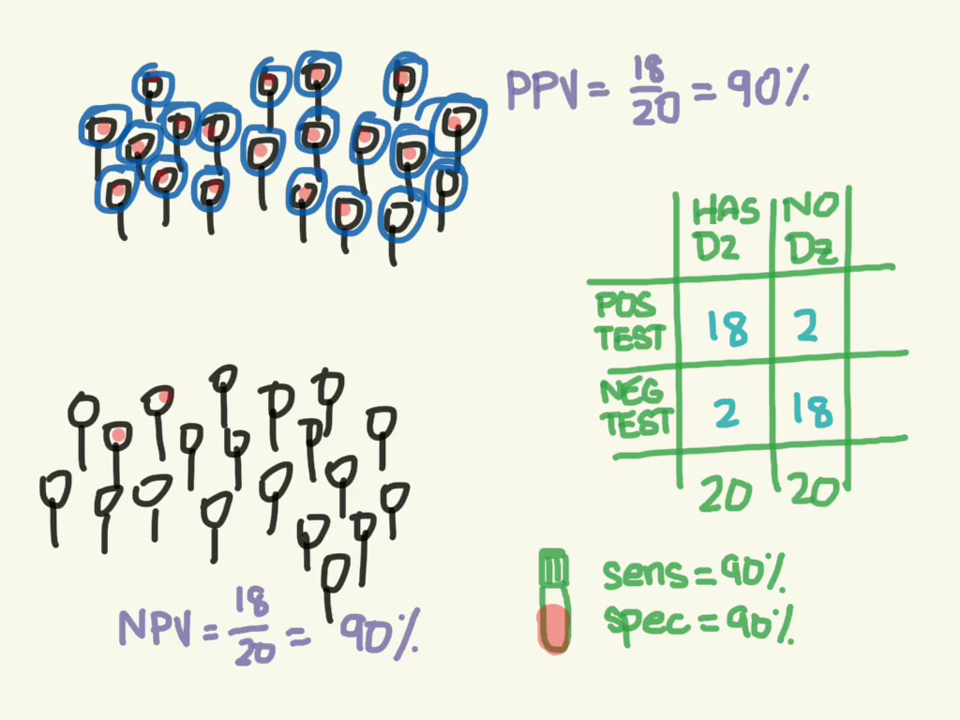 PPV = 18/20 = 90%
HAS DZ
NO DZ
POS TEST 18 2
NEG TEST 2 18
20 20
sens = 90%
spec = 90%
NPV = 18/20 = 90%